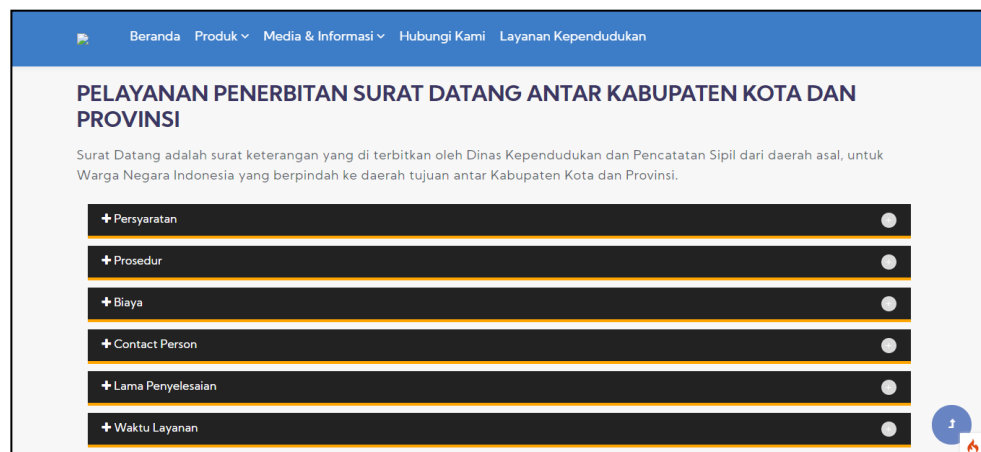 Beranda Produk Media & Informasi Hubungi Kami Layanan Kependudukan
PELAYANAN PENERBITAN SURAT DATANG ANTAR KABUPATEN KOTA DAN
PROVINSI
Surat Datang adalah surat keterangan yang di terbitkan oleh Dinas Kependudukan dan Pencatatan Sipil dari daerah asal, untuk
Warga Negara Indonesia yang berpindah ke daerah tujuan antar Kabupaten Kota dan Provinsi.
Persyaratan
Prosedur
Biaya
Contact Person
Lama Penyelesaian
Waktu Layanan